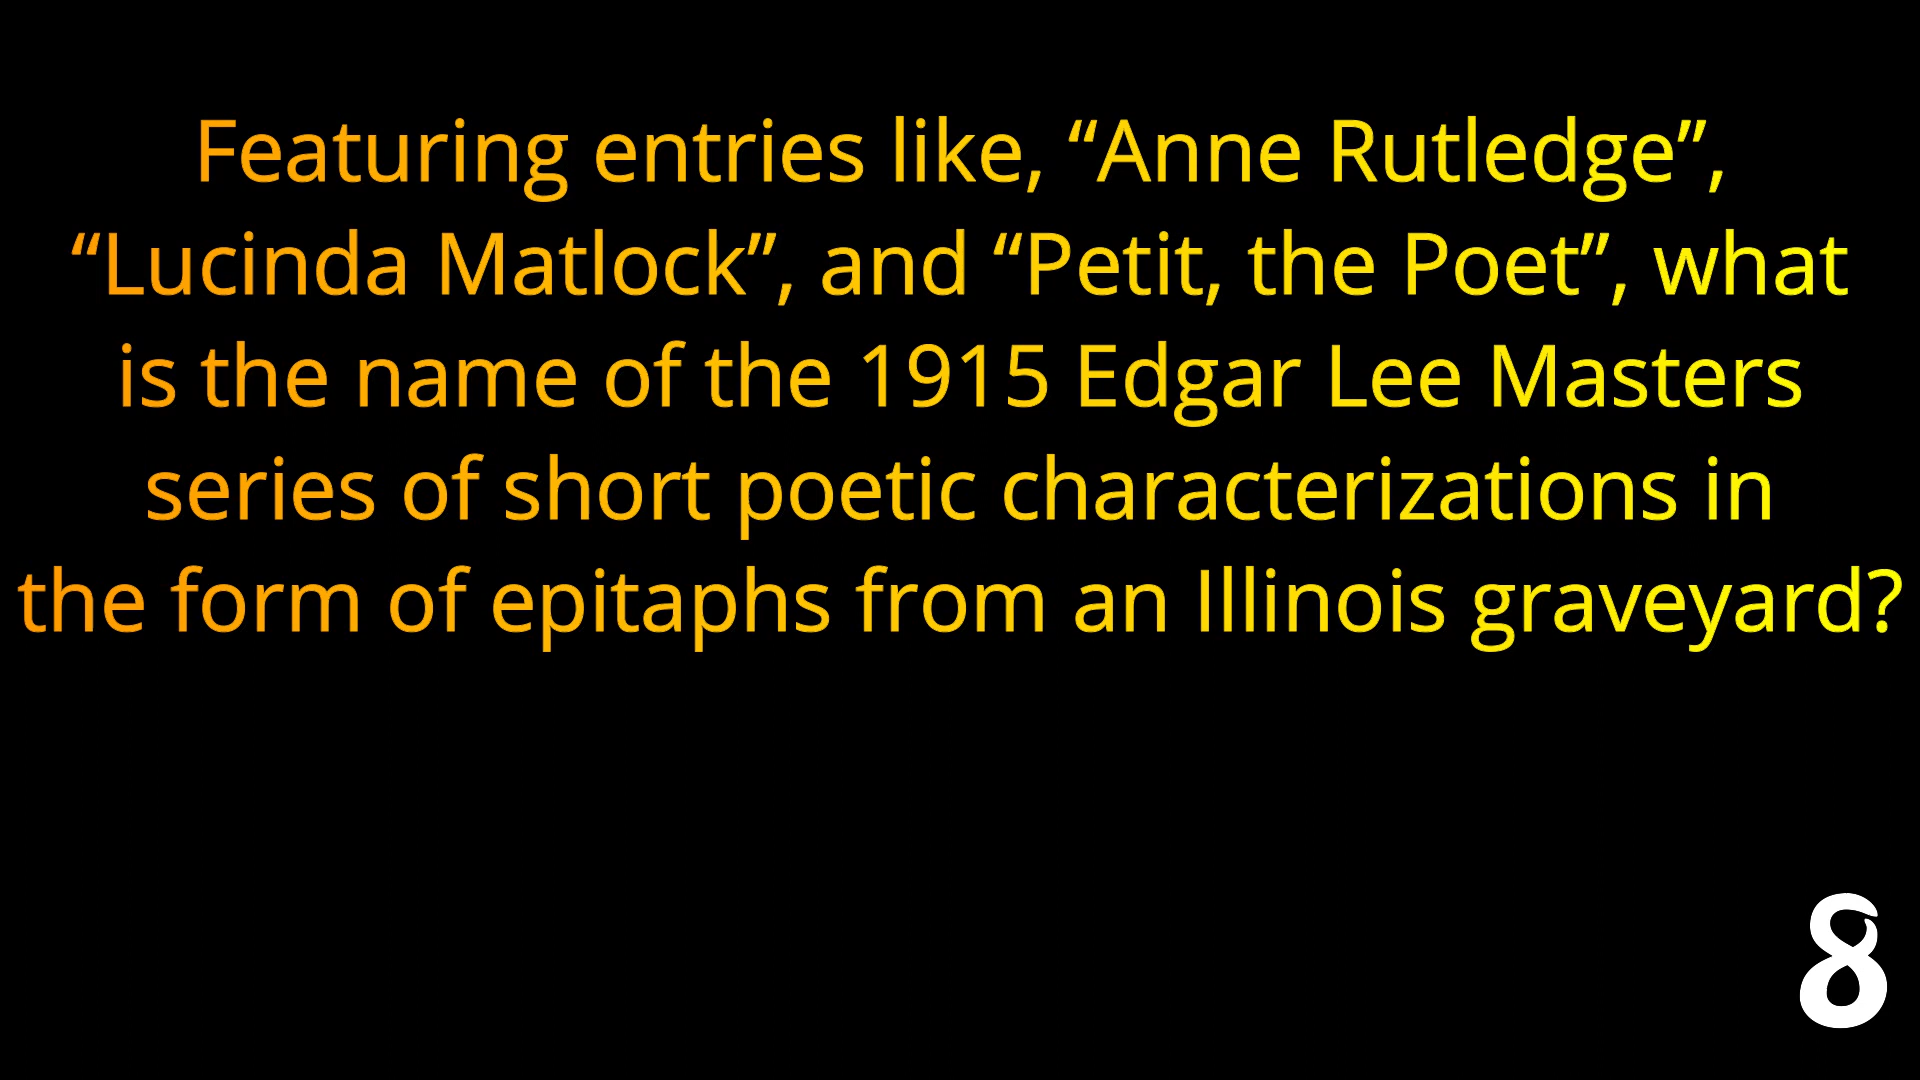 Featuring entries like, “Anne Rutledge”,
“Lucinda Matlock”, and “Petit, the Poet”, what
is the name of the 1915 Edgar Lee Masters
series of short poetic characterizations in
the form of epitaphs from an Illinois graveyard?
8